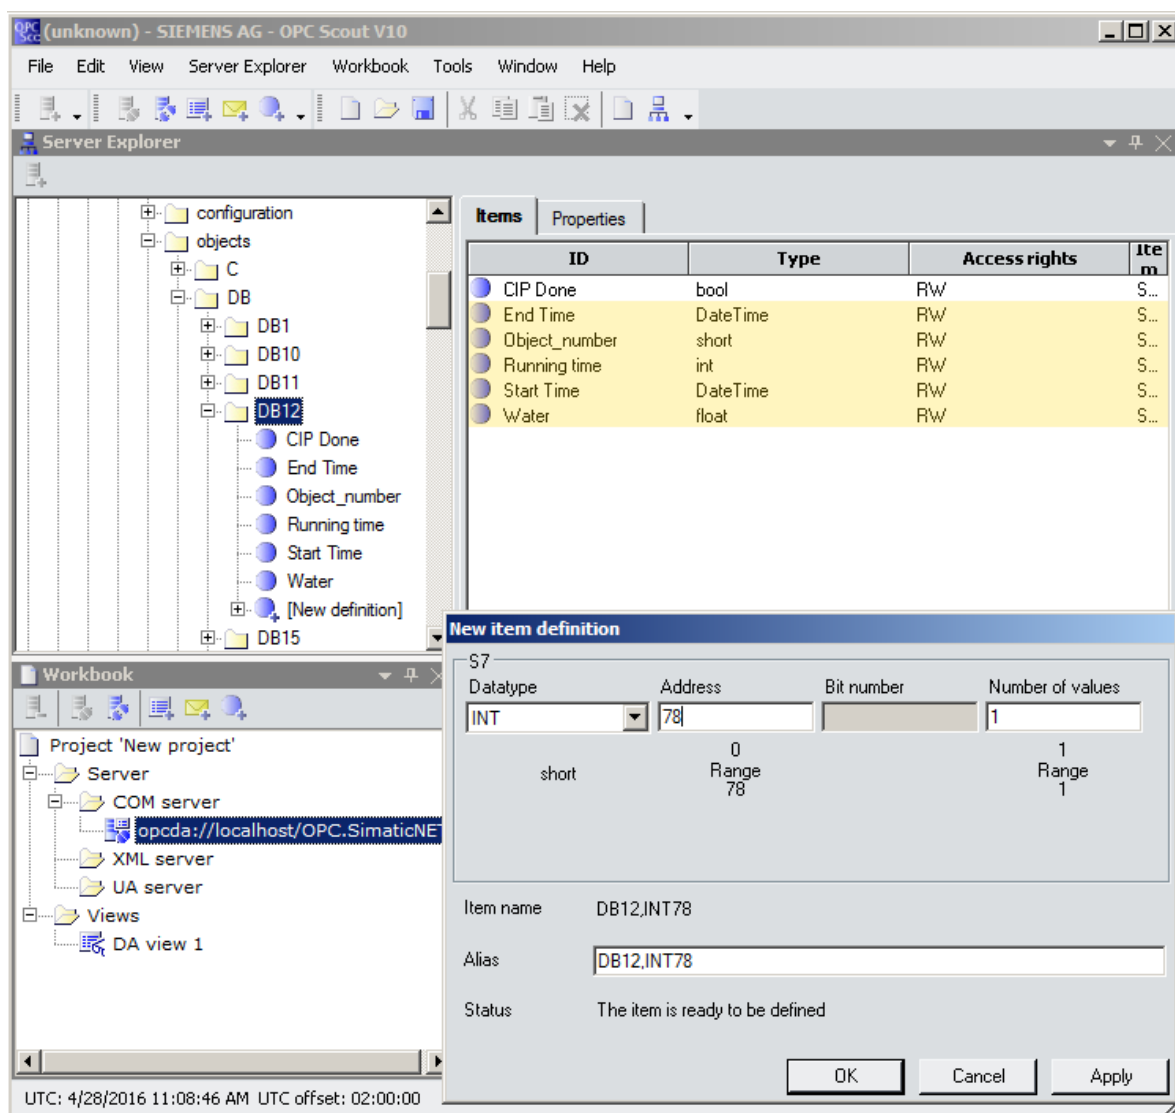 (unknown) - SIEMENS AG - OPC Scout V10
File Edit View Server Explorer Workbook Tools Window Help
Server Explorer
configuration
objects
C
DB
DB1
DB10
DB11
DB12
CIP Done
End Time
Object_number
Running time
Start Time
Water
[New definition]
DB15
Items Properties
ID Type Access rights Item
CIP Done bool RW S...
End Time DateTime RW S...
Object_number short RW S...
Running time int RW S...
Start Time DateTime RW S...
Water float RW S...
Workbook
Project 'New project'
Server
COM server
opcda://localhost/OPC.SimaticNET
XML server
UA server
Views
DA view 1
New item definition
S7
Datatype Address Bit number Number of values
INT 78 1
short 0 1
Range Range
78 1
Item name DB12,INT78
Alias DB12,INT78
Status The item is ready to be defined
OK Cancel Apply
UTC: 4/28/2016 11:08:46 AM UTC offset: 02:00:00